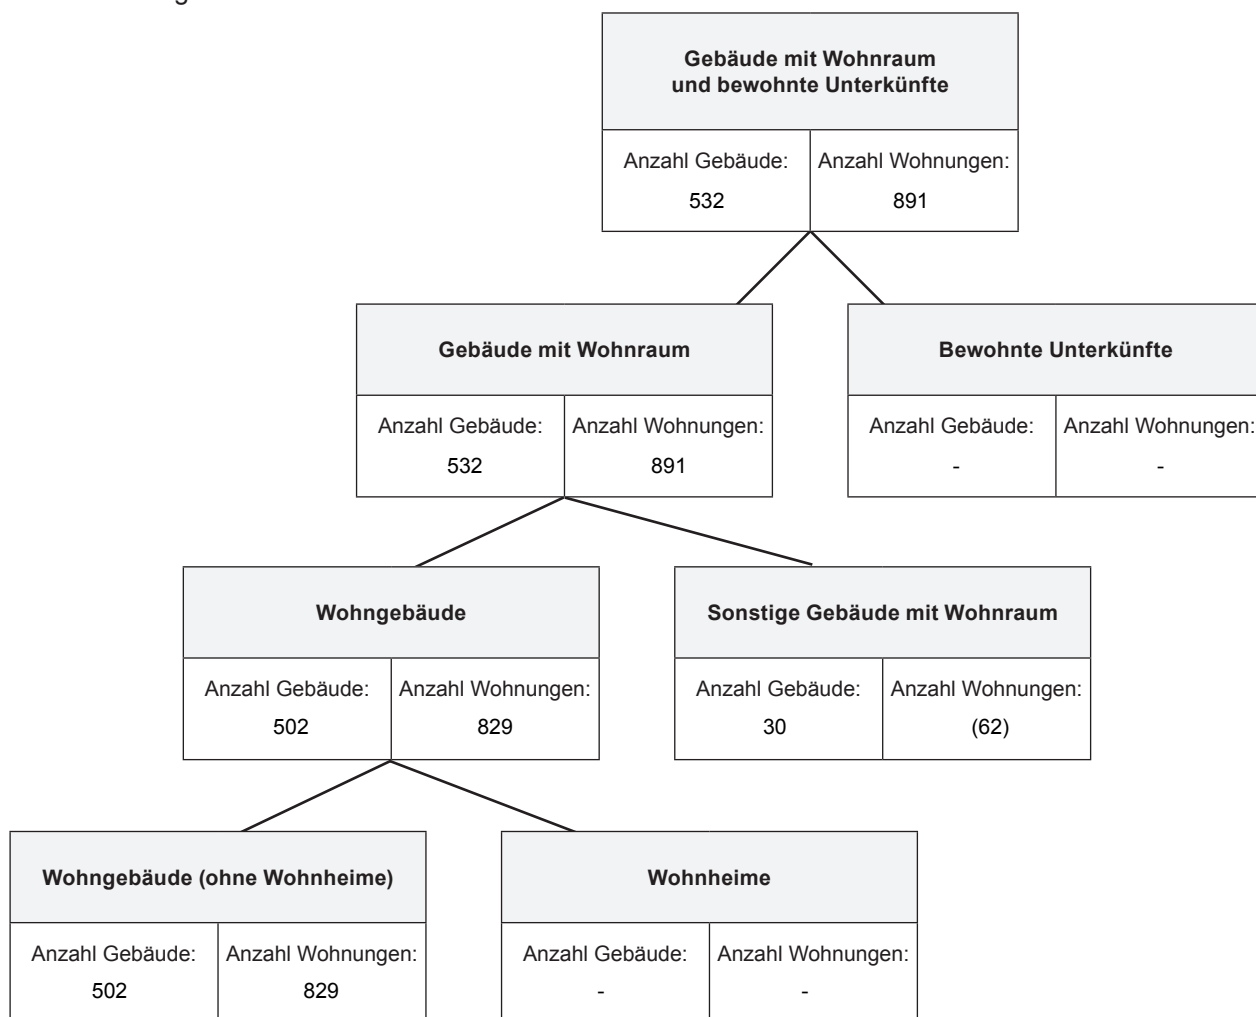 Gebäude mit Wohnraum
und bewohnte Unterkünfte
Anzahl Gebäude: Anzahl Wohnungen:
532 891
Gebäude mit Wohnraum
Anzahl Gebäude: Anzahl Wohnungen:
532 891
Bewohnte Unterkünfte
Anzahl Gebäude: Anzahl Wohnungen:
- -
Wohngebäude
Anzahl Gebäude: Anzahl Wohnungen:
502 829
Sonstige Gebäude mit Wohnraum
Anzahl Gebäude: Anzahl Wohnungen:
30 (62)
Wohngebäude (ohne Wohnheime)
Anzahl Gebäude: Anzahl Wohnungen:
502 829
Wohnheime
Anzahl Gebäude: Anzahl Wohnungen:
- -